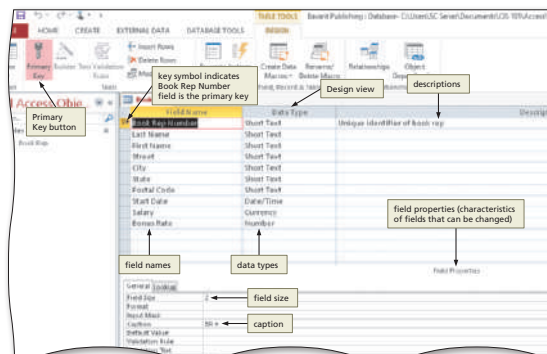 TABLE TOOLS Bavant Publishing : Database- C:\Users\SC Series\Documents\CIS 101\Access\
HOME CREATE EXTERNAL DATA DATABASE TOOLS DESIGN
Insert Rows
Delete Rows
Primary Key
Builder
Test Validation Rules
Create Data Macros
Rename/ Delete Macro
Relationships
Object
Field, Record & Ta
key symbol indicates
Book Rep Number
field is the primary key
Design view
descriptions
Primary
Key button
Access Obje
Book Rep
Field Name Data Type Descript
Book Rep Number Short Text Unique identifier of book rep
Last Name Short Text
First Name Short Text
Street Short Text
City Short Text
State Short Text
Postal Code Short Text
Start Date Date/Time
Salary Currency
Bonus Rate Number
field properties (characteristics
of fields that can be changed)
field names
data types
Field Properties
General Lookup
Field Size 2
field size
Format
Input Mask
Caption BR #
caption
Default Value
Validation Rule